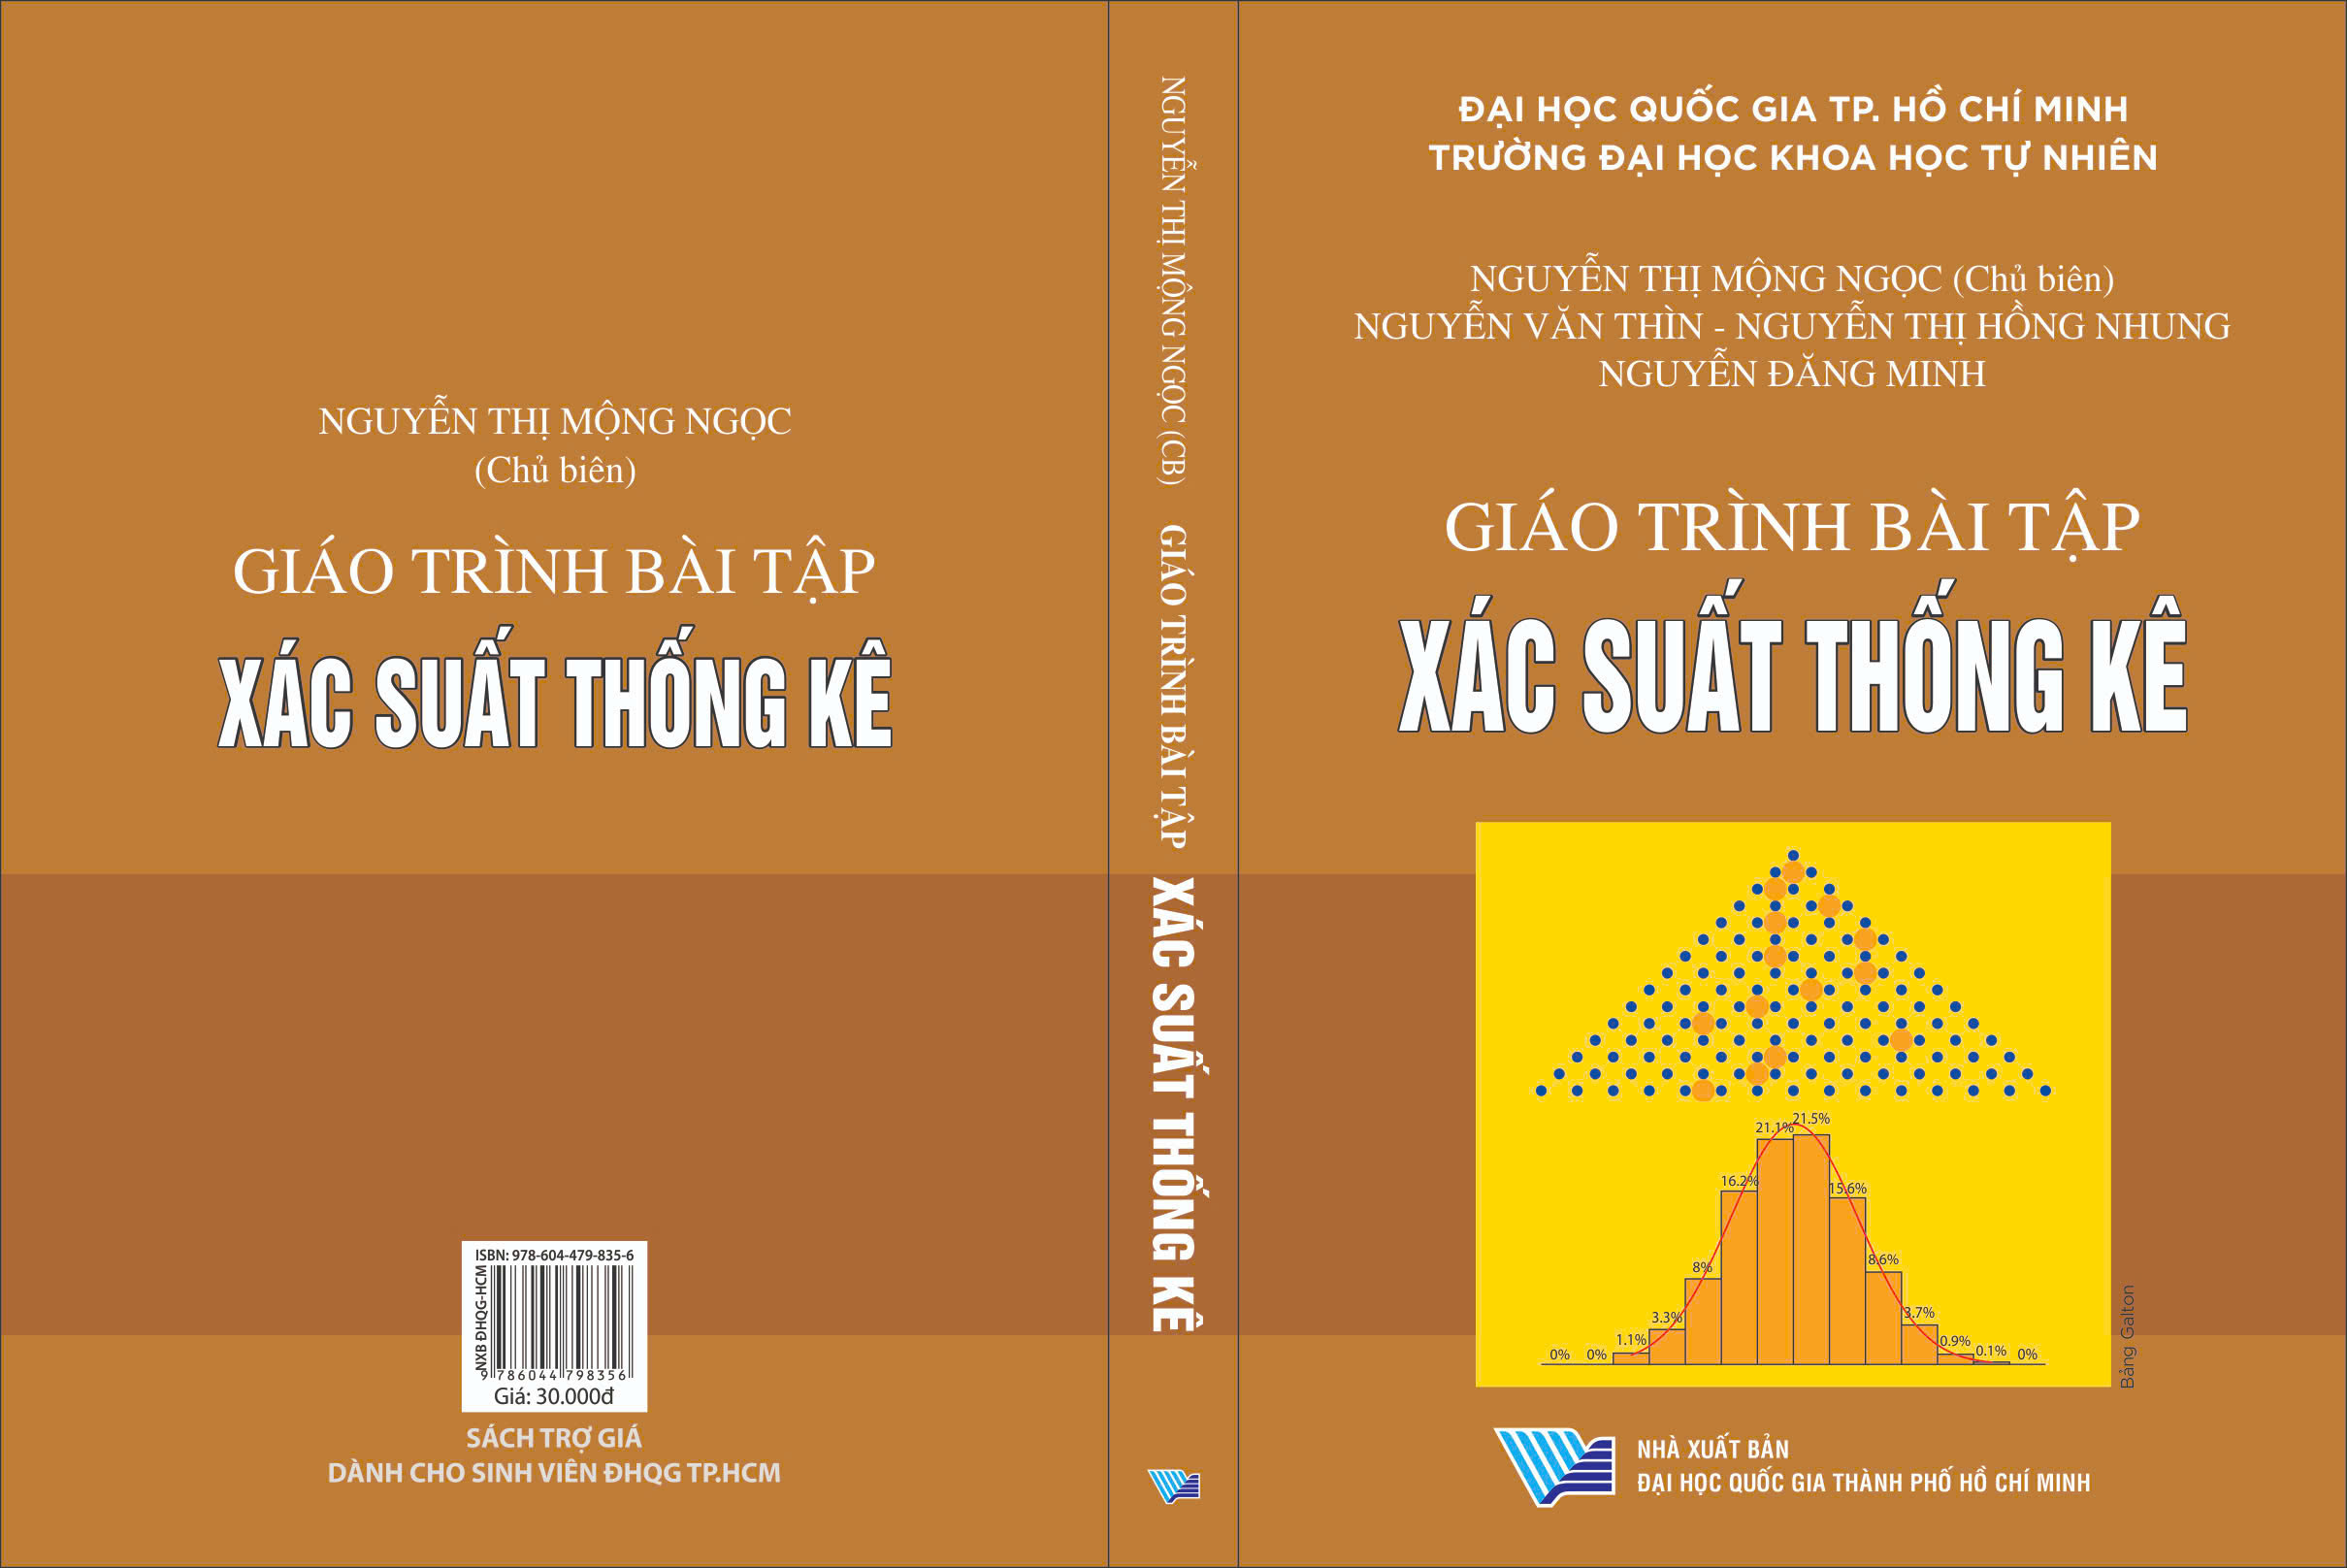 NGUYỄN THỊ MỘNG NGỌC
(Chủ biên)
GIÁO TRÌNH BÀI TẬP
XÁC SUẤT THỐNG KÊ
ISBN: 978-604-479-835-6
NXB ĐHQG-HCM
9 786044 798356
Giá: 30.000đ
SÁCH TRỢ GIÁ
DÀNH CHO SINH VIÊN ĐHQG TP.HCM
NGUYỄN THỊ MỘNG NGỌC (CB) GIÁO TRÌNH BÀI TẬP XÁC SUẤT THỐNG KÊ
ĐẠI HỌC QUỐC GIA TP. HỒ CHÍ MINH
TRƯỜNG ĐẠI HỌC KHOA HỌC TỰ NHIÊN
NGUYỄN THỊ MỘNG NGỌC (Chủ biên)
NGUYỄN VĂN THÌN - NGUYỄN THỊ HỒNG NHUNG
NGUYỄN ĐĂNG MINH
GIÁO TRÌNH BÀI TẬP
XÁC SUẤT THỐNG KÊ
0% 0% 1.1% 3.3% 8% 16.2% 21.1% 21.5% 15.6% 8.6% 3.7% 0.9% 0.1% 0%
Bảng Galton
NHÀ XUẤT BẢN
ĐẠI HỌC QUỐC GIA THÀNH PHỐ HỒ CHÍ MINH